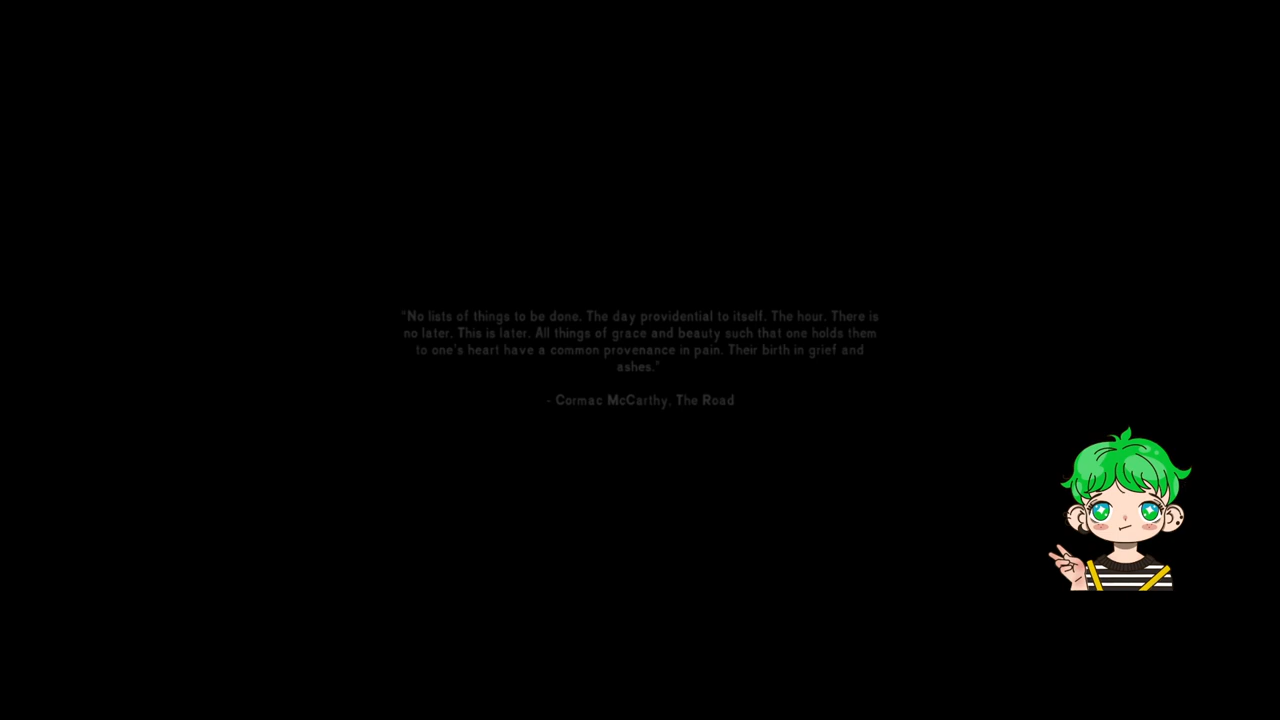 "No lists of things to be done. The day providential to itself. The hour. There is
no later. This is later. All things of grace and beauty such that one holds them
to one's heart have a common provenance in pain. Their birth in grief and
ashes."
- Cormac McCarthy, The Road